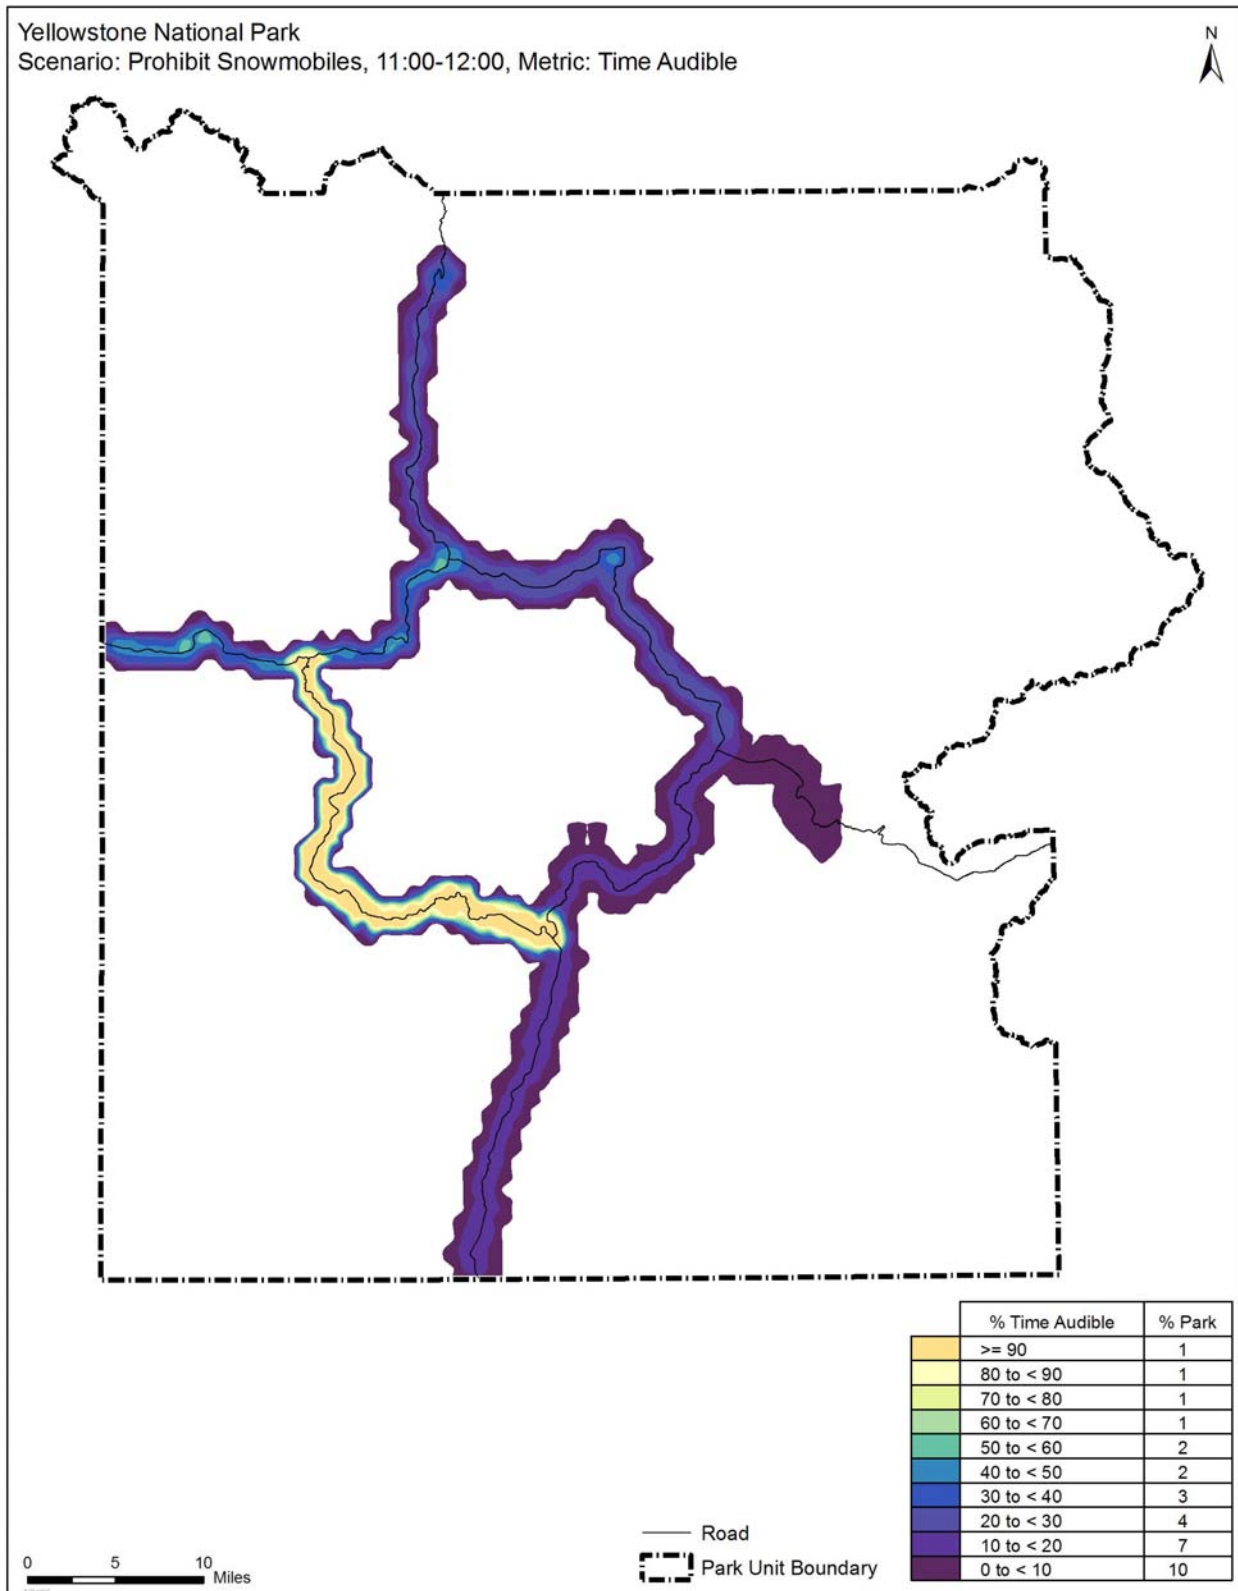 Yellowstone National Park
Scenario: Prohibit Snowmobiles, 11:00-12:00, Metric: Time Audible
N
% Time Audible % Park
>= 90 1
80 to < 90 1
70 to < 80 1
60 to < 70 1
50 to < 60 2
40 to < 50 2
30 to < 40 3
20 to < 30 4
10 to < 20 7
0 to < 10 10
Road
Park Unit Boundary
0 5 10
Miles